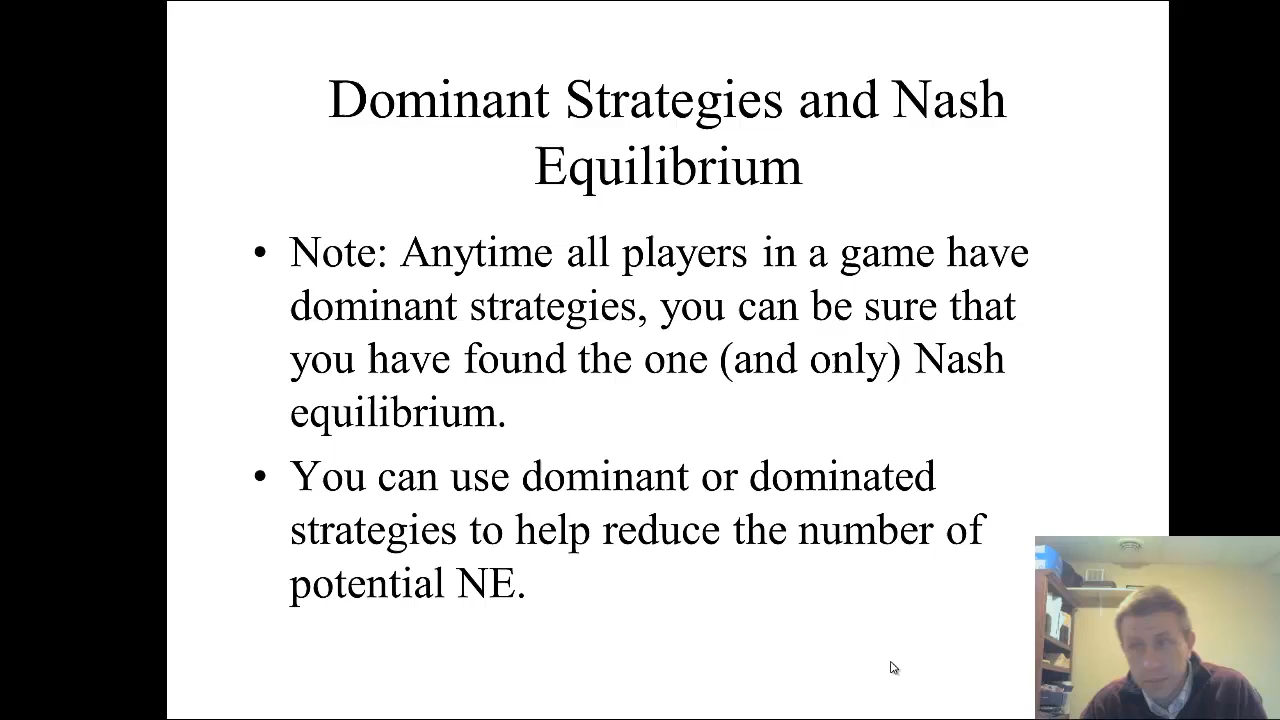 Dominant Strategies and Nash
Equilibrium
• Note: Anytime all players in a game have
dominant strategies, you can be sure that
you have found the one (and only) Nash
equilibrium.
• You can use dominant or dominated
strategies to help reduce the number of
potential NE.